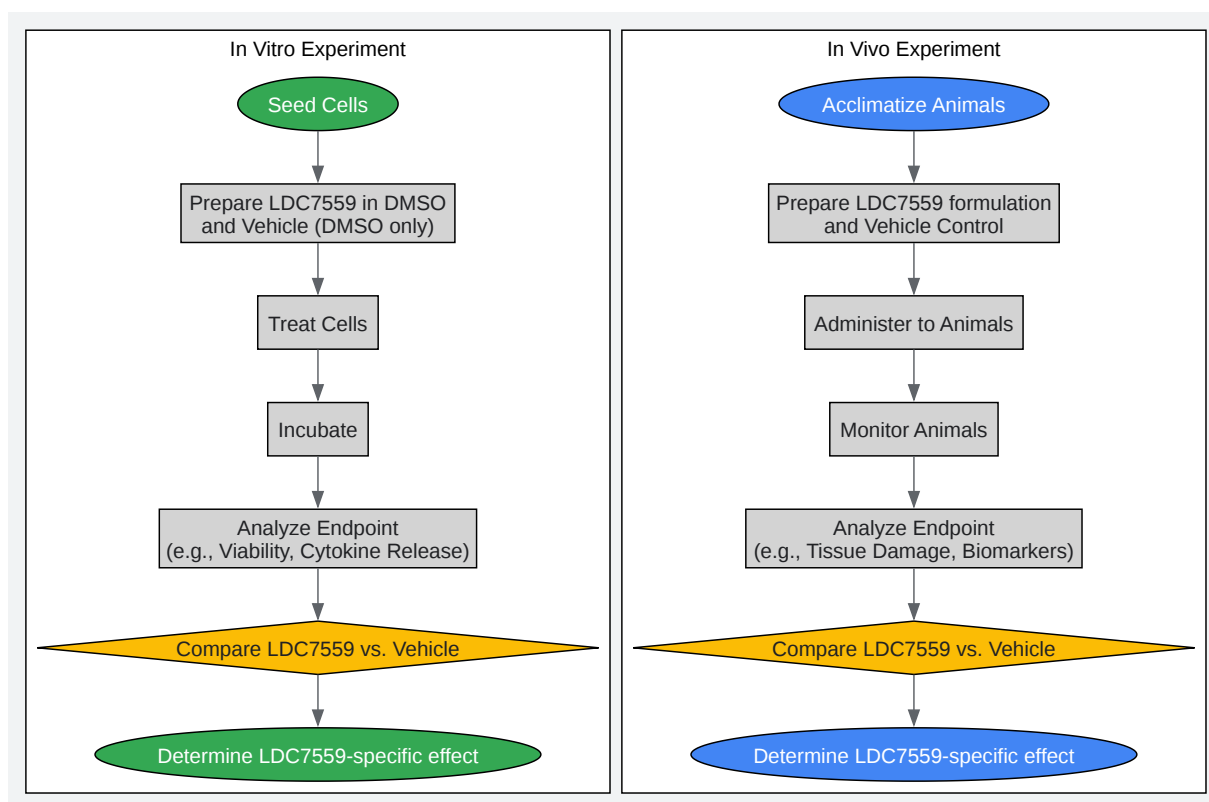 In Vitro Experiment
Seed Cells
Prepare LDC7559 in DMSO
and Vehicle (DMSO only)
Treat Cells
Incubate
Analyze Endpoint
(e.g., Viability, Cytokine Release)
Compare LDC7559 vs. Vehicle
Determine LDC7559-specific effect
In Vivo Experiment
Acclimatize Animals
Prepare LDC7559 formulation
and Vehicle Control
Administer to Animals
Monitor Animals
Analyze Endpoint
(e.g., Tissue Damage, Biomarkers)
Compare LDC7559 vs. Vehicle
Determine LDC7559-specific effect